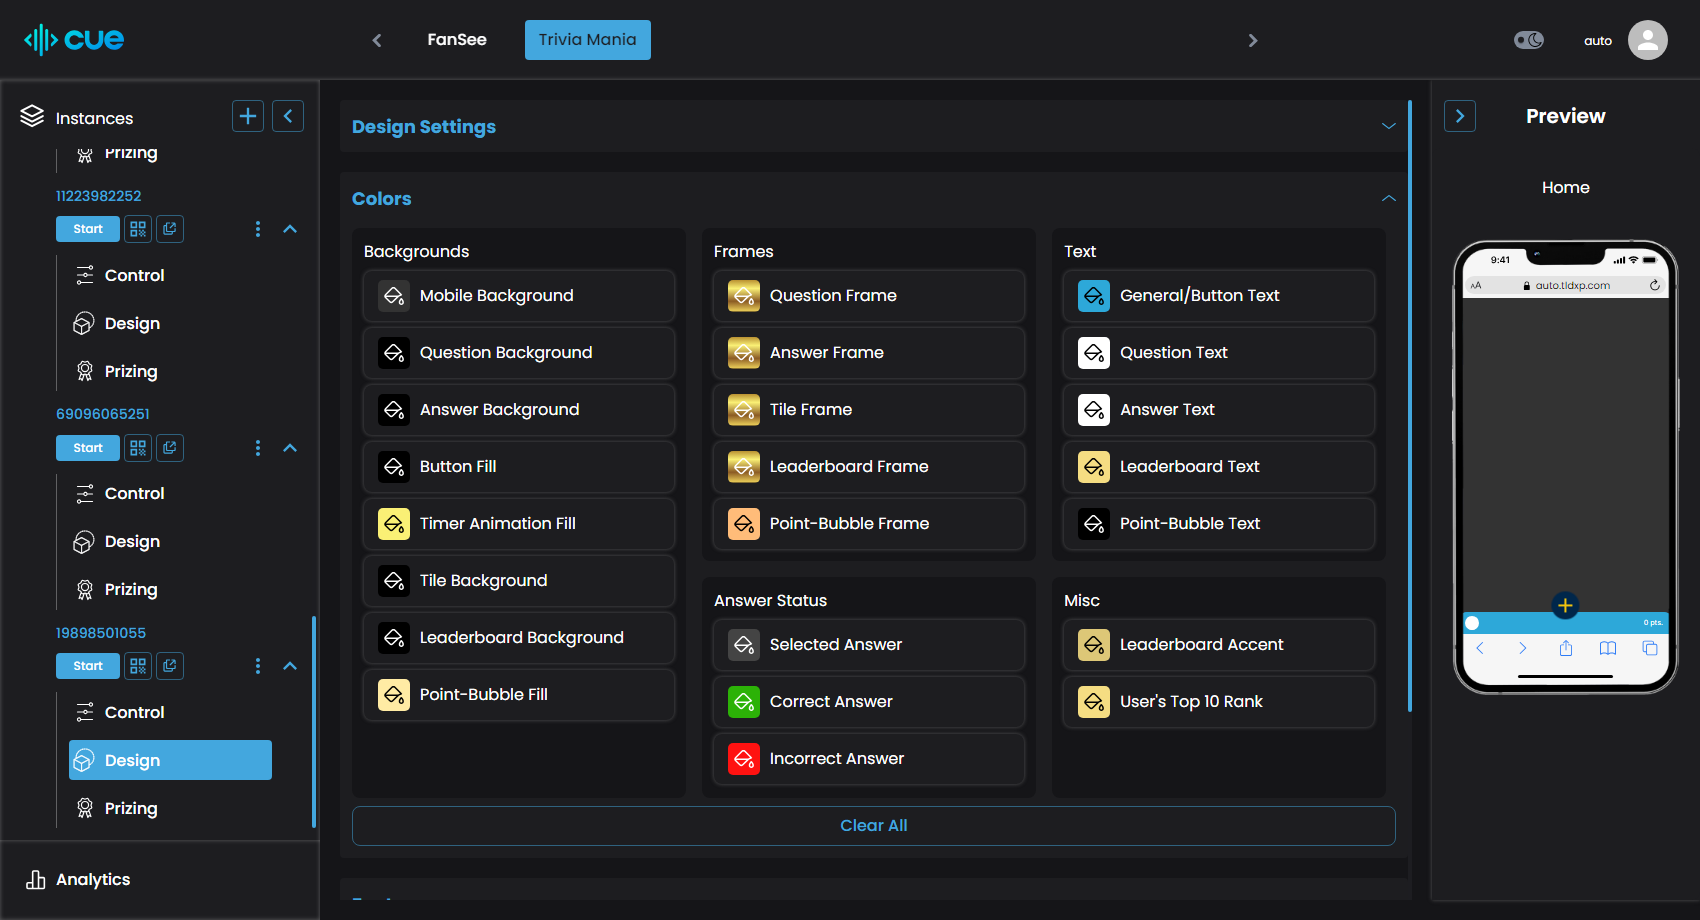 cue
FanSee
Trivia Mania
auto
Instances
Prizing
11223982252
Start
Control
Design
Prizing
69096065251
Start
Control
Design
Prizing
19898501055
Start
Control
Design
Prizing
Analytics
Design Settings
Colors
Backgrounds
Mobile Background
Question Background
Answer Background
Button Fill
Timer Animation Fill
Tile Background
Leaderboard Background
Point-Bubble Fill
Frames
Question Frame
Answer Frame
Tile Frame
Leaderboard Frame
Point-Bubble Frame
Answer Status
Selected Answer
Correct Answer
Incorrect Answer
Text
General/Button Text
Question Text
Answer Text
Leaderboard Text
Point-Bubble Text
Misc
Leaderboard Accent
User's Top 10 Rank
Clear All
Preview
Home
9:41
AA
auto.tldxp.com
0 pts.